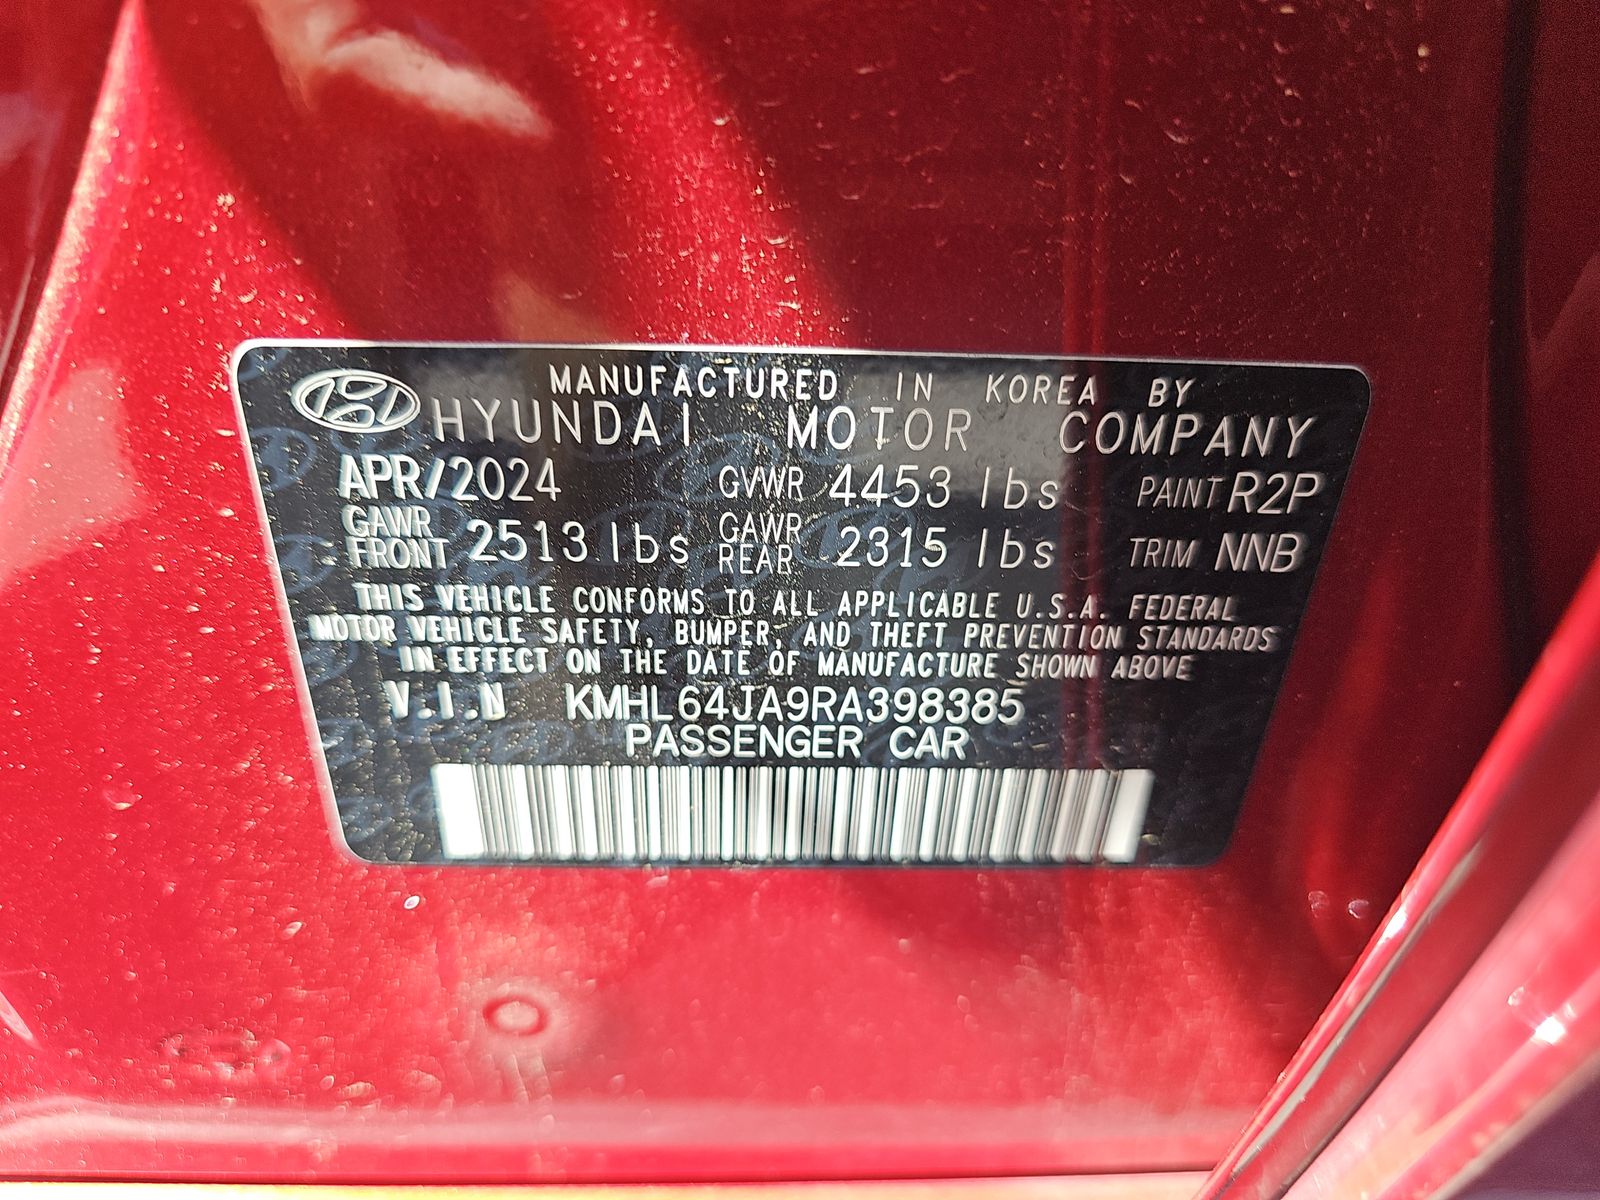 MANUFACTURED IN KOREA BY
HYUNDAI MOTOR COMPANY
APR/2024 GVWR 4453 lbs PAINT R2P
GAWR FRONT 2513 lbs GAWR REAR 2315 lbs TRIM NNB
THIS VEHICLE CONFORMS TO ALL APPLICABLE U.S.A. FEDERAL
MOTOR VEHICLE SAFETY, BUMPER, AND THEFT PREVENTION STANDARDS
IN EFFECT ON THE DATE OF MANUFACTURE SHOWN ABOVE
V.I.N KMHL64JA9RA398385
PASSENGER CAR